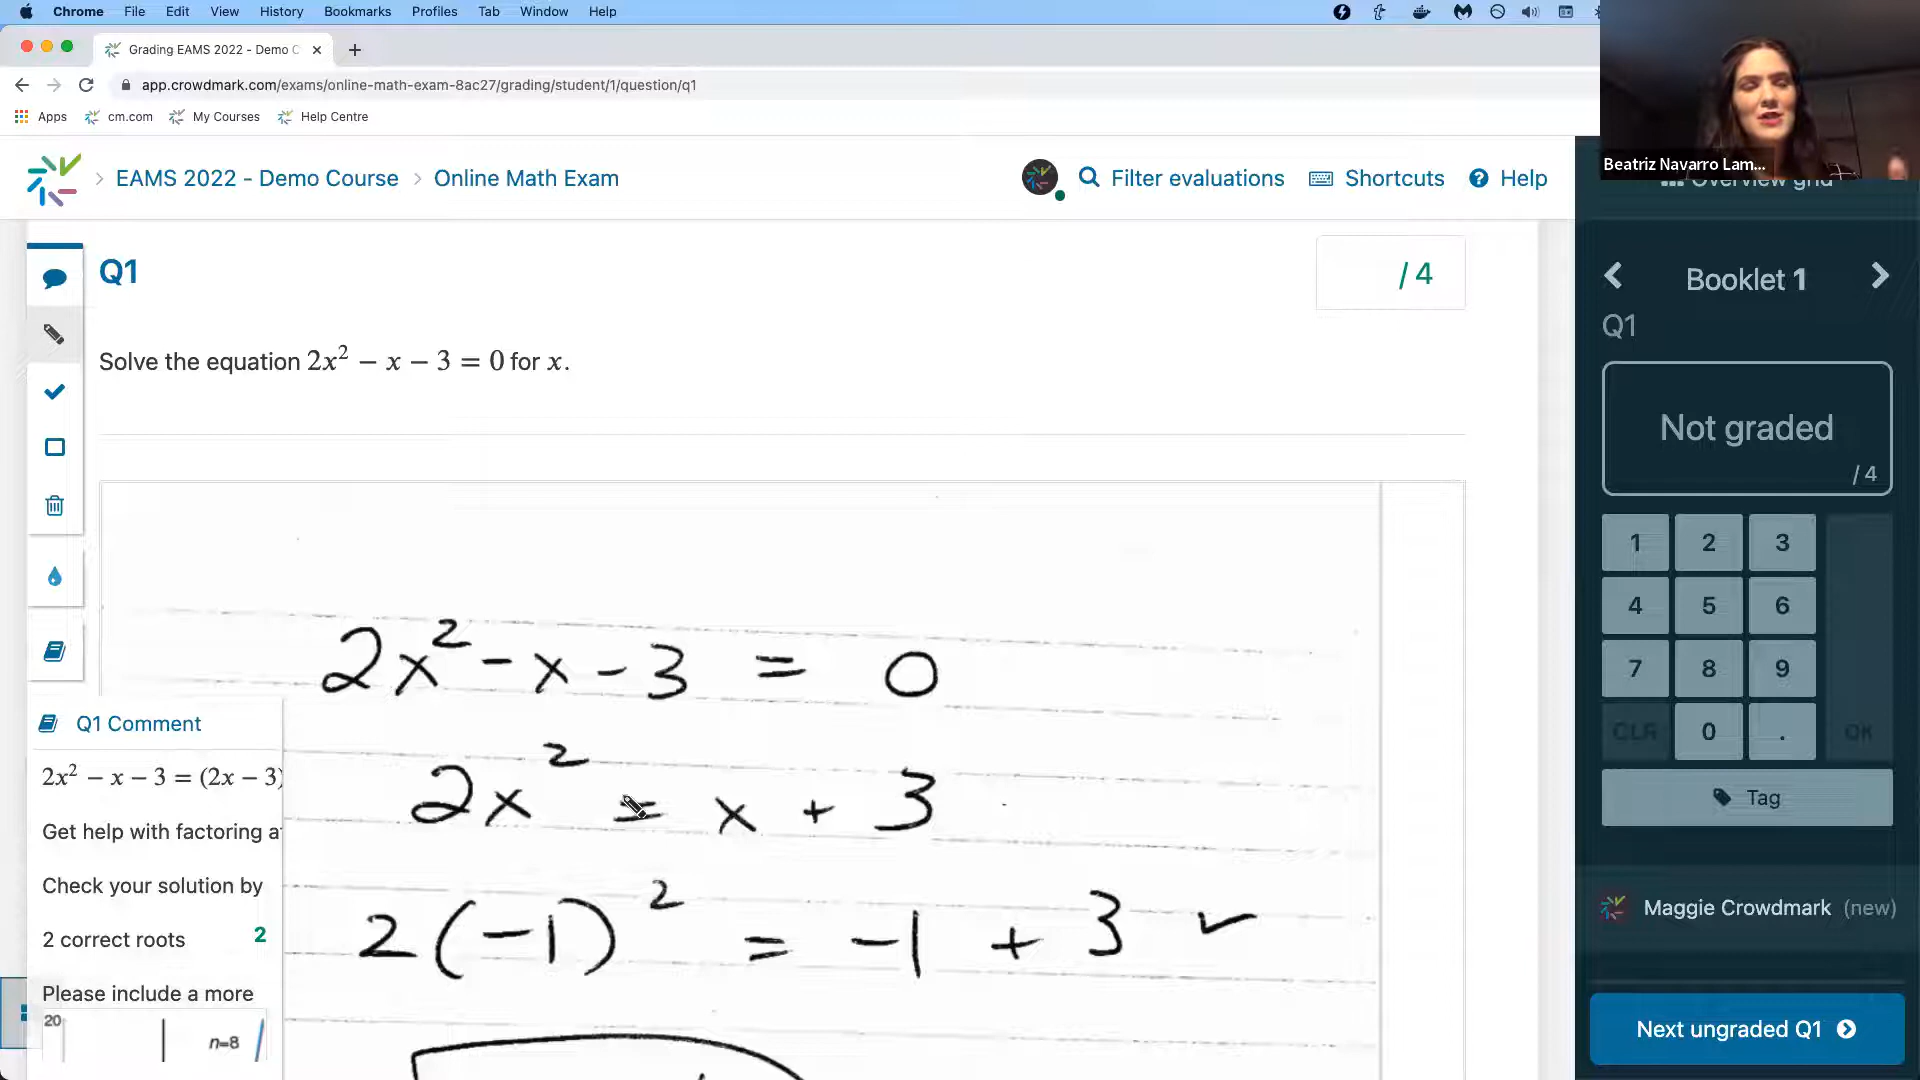 Chrome File Edit View History Bookmarks Profiles Tab Window Help
Grading EAMS 2022 - Demo C
app.crowdmark.com/exams/online-math-exam-8ac27/grading/student/1/question/q1
Apps cm.com My Courses Help Centre
Beatriz Navarro Lam...
EAMS 2022 - Demo Course Online Math Exam
Filter evaluations Shortcuts Help
Overview grid
Q1
/ 4
Solve the equation 2x² − x − 3 = 0 for x.
2x² - x - 3 = 0
2x² = x + 3
2(-1)² = -1 + 3 ✓
Q1 Comment
2x² − x − 3 = (2x − 3)
Get help with factoring a
Check your solution by
2 correct roots 2
Please include a more
20
n=8
Booklet 1
Q1
Not graded
/ 4
1 2 3
4 5 6
7 8 9
CLR 0 . OK
Tag
Maggie Crowdmark (new)
Next ungraded Q1